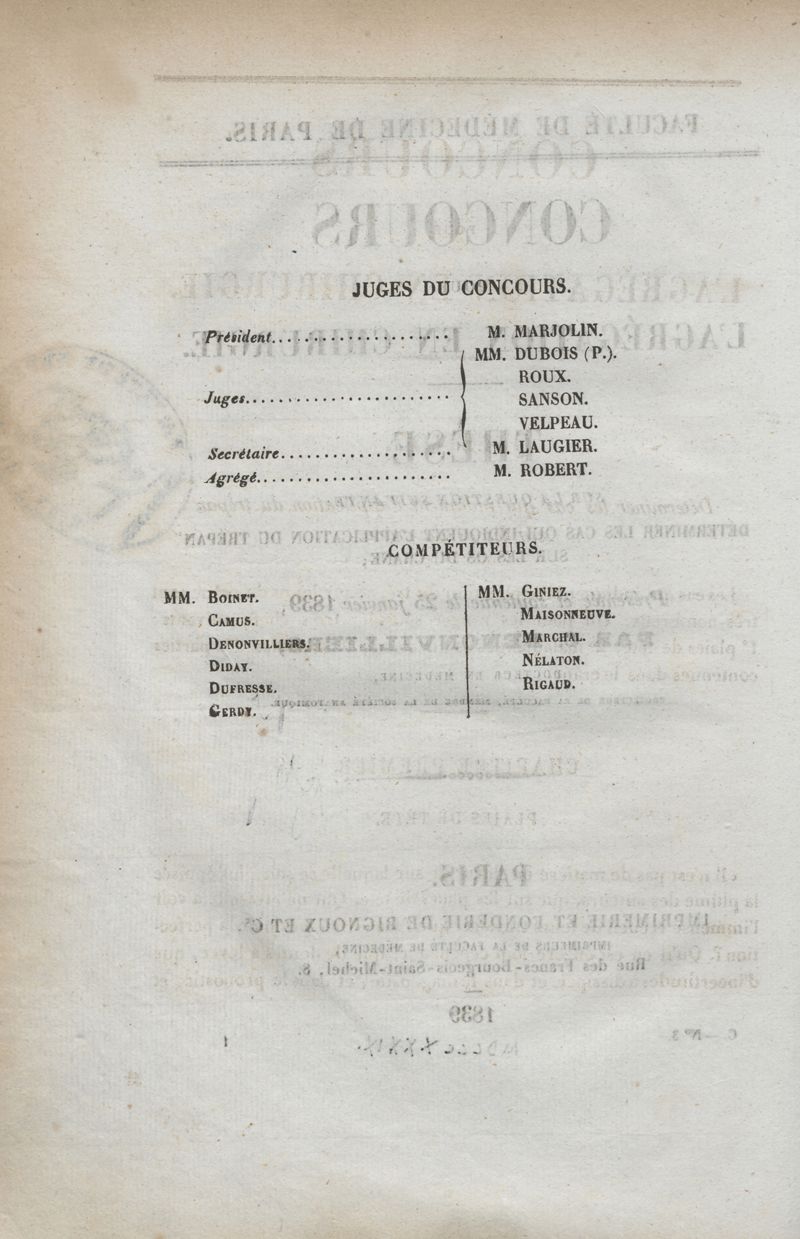 JUGES DU CONCOURS.
Président...................... M. MARJOLIN.
MM. DUBOIS (P.).
ROUX.
Juges........................ SANSON.
VELPEAU.
Secrétaire.................... M. LAUGIER.
Agrégé....................... M. ROBERT.
COMPÉTITEURS.
MM. BOINET.
CAMUS.
DENONVILLIERS.
DIDAY.
DUFRESSE.
GERDY.
MM. GINIEZ.
MAISONNEUVE.
MARCHAL.
NÉLATON.
RIGAUD.